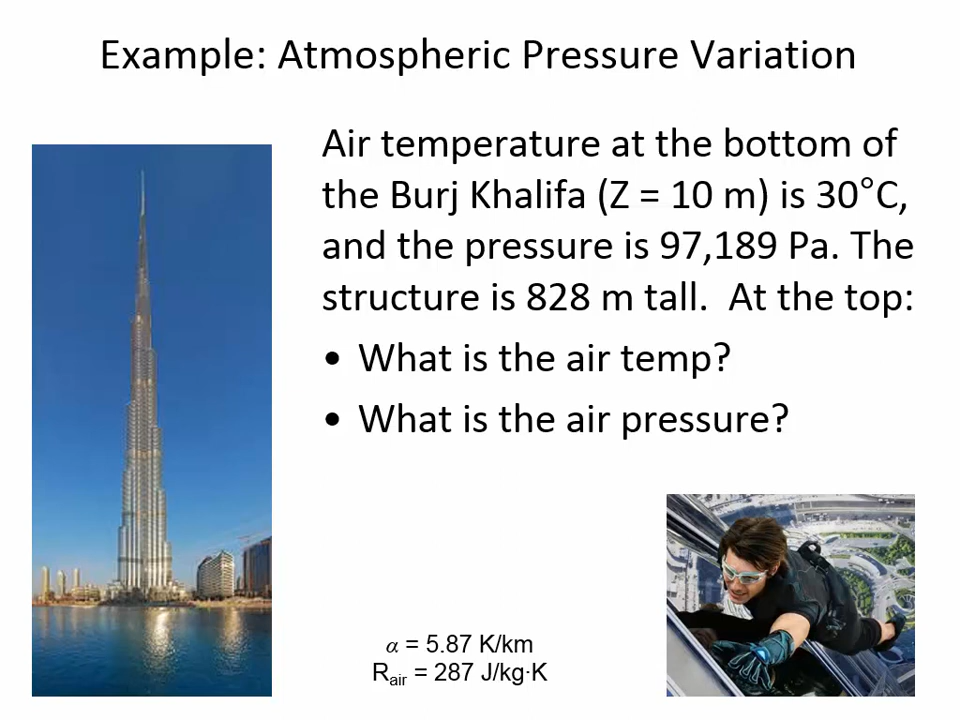 Example: Atmospheric Pressure Variation
Air temperature at the bottom of
the Burj Khalifa (Z = 10 m) is 30°C,
and the pressure is 97,189 Pa. The
structure is 828 m tall.  At the top:
• What is the air temp?
• What is the air pressure?
α = 5.87 K/km
Rair = 287 J/kg·K